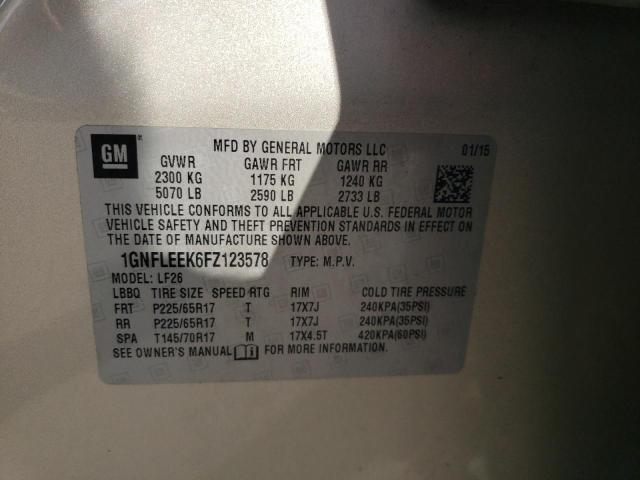 GM MFD BY GENERAL MOTORS LLC 01/15
GVWR GAWR FRT GAWR RR
2300 KG 1175 KG 1240 KG
5070 LB 2590 LB 2733 LB
THIS VEHICLE CONFORMS TO ALL APPLICABLE U.S. FEDERAL MOTOR
VEHICLE SAFETY AND THEFT PREVENTION STANDARDS IN EFFECT ON
THE DATE OF MANUFACTURE SHOWN ABOVE.
1GNFLEEK6FZ123578 TYPE: M.P.V.
MODEL: LF26
LBBQ TIRE SIZE SPEED RTG RIM COLD TIRE PRESSURE
FRT P225/65R17 T 17X7J 240KPA(35PSI)
RR P225/65R17 T 17X7J 240KPA(35PSI)
SPA T145/70R17 M 17X4.5T 420KPA(60PSI)
SEE OWNER'S MANUAL FOR MORE INFORMATION.